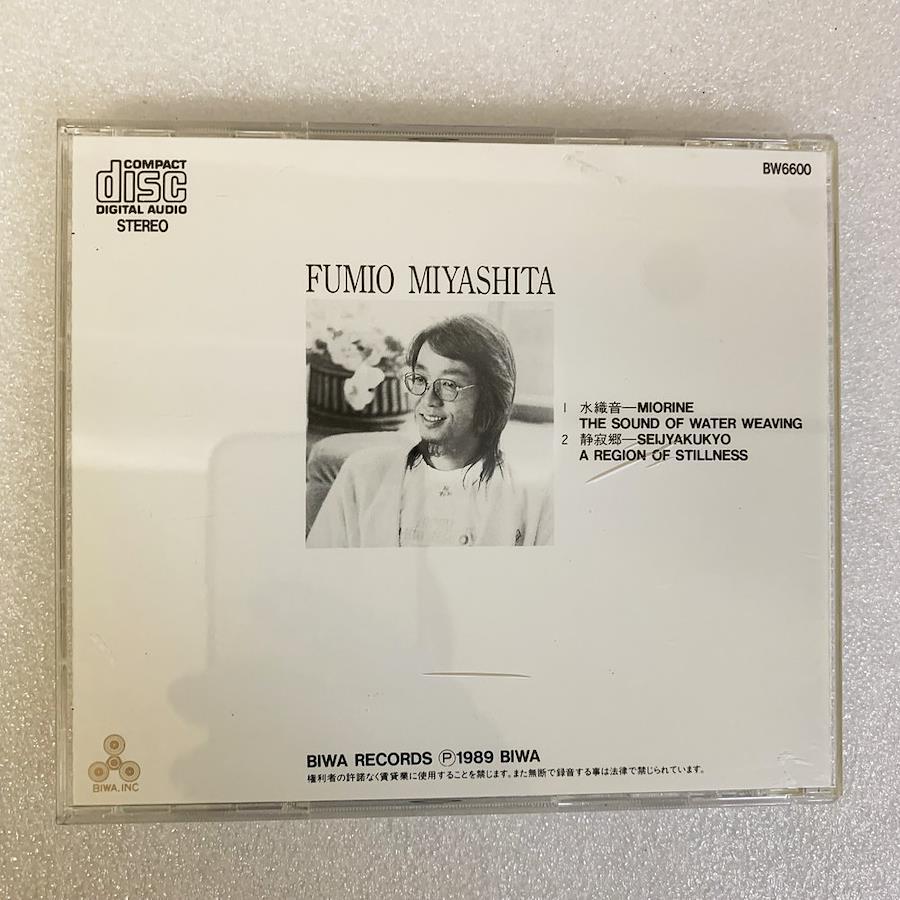 COMPACT
disc
DIGITAL AUDIO
STEREO
BW6600
FUMIO MIYASHITA
1 水織音—MIORINE
THE SOUND OF WATER WEAVING
2 静寂郷—SEIJYAKUKYO
A REGION OF STILLNESS
BIWA RECORDS Ⓟ1989 BIWA
権利者の許諾なく賃貸業に使用することを禁じます。また無断で録音する事は法律で禁じられています。
BIWA,INC